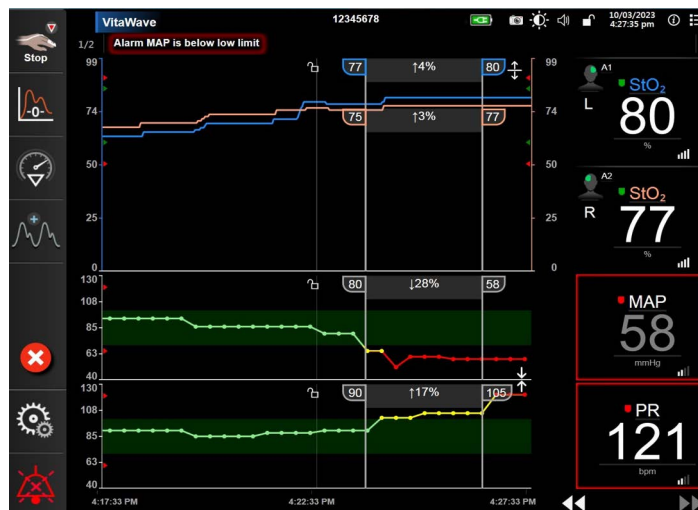 VitaWave
12345678
10/03/2023
4:27:35 pm
1/2
Alarm MAP is below low limit
Stop
-0-
99
74
50
25
0
77
↑4%
80
75
↑3%
77
99
74
50
25
0
A1
L
StO₂
80
%
A2
R
StO₂
77
%
130
108
85
63
40
80
↓28%
58
MAP
58
mmHg
130
108
85
63
40
90
↑17%
105
PR
121
bpm
4:17:33 PM
4:22:33 PM
4:27:33 PM